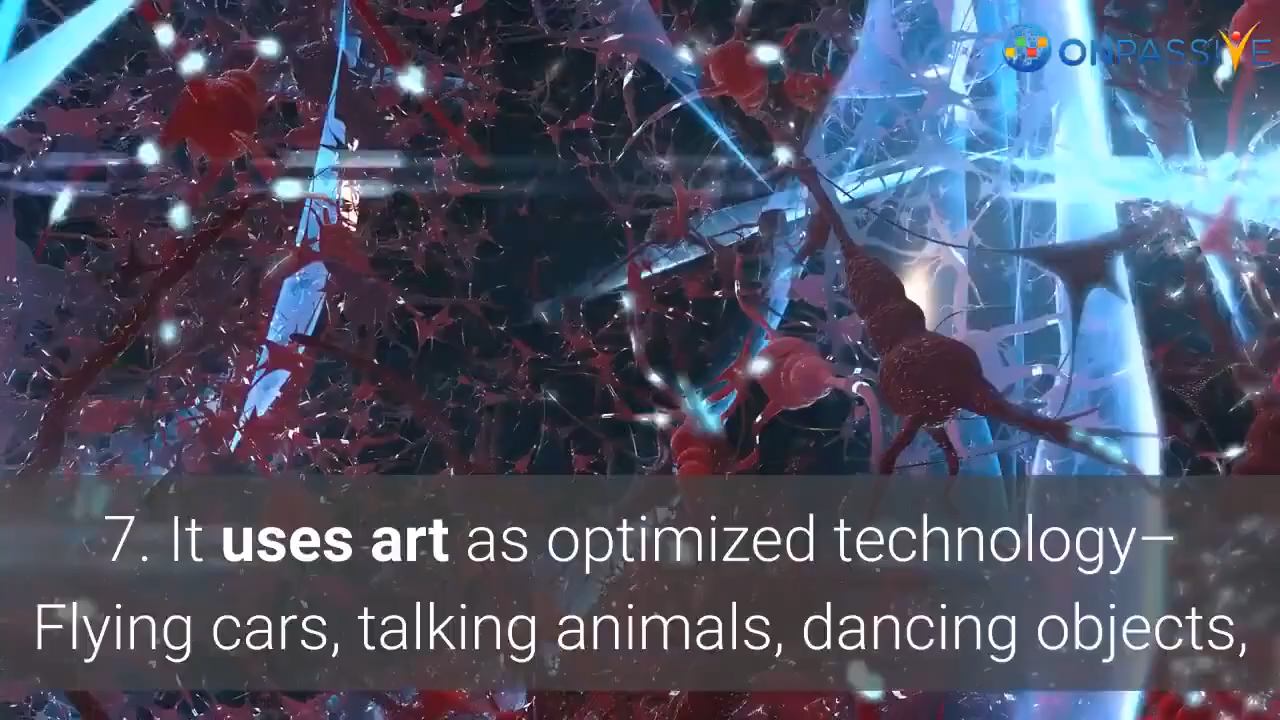 ONPASSIVE
7. It uses art as optimized technology–
Flying cars, talking animals, dancing objects,